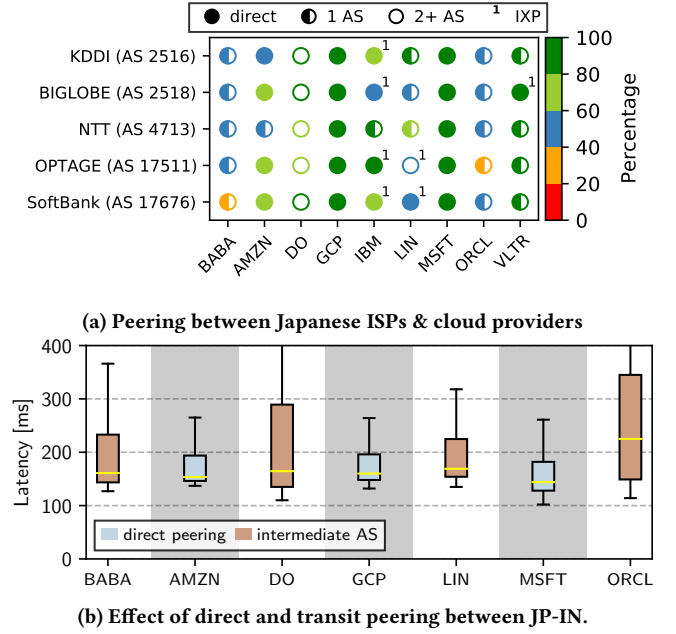 direct 1 AS 2+ AS 1 IXP
KDDI (AS 2516) 1
BIGLOBE (AS 2518) 1 1
NTT (AS 4713)
OPTAGE (AS 17511) 1 1
SoftBank (AS 17676) 1 1
BABA AMZN DO GCP IBM LIN MSFT ORCL VLTR
100
80
60
40
20
0
Percentage
(a) Peering between Japanese ISPs & cloud providers
Latency [ms]
400
300
200
100
0
direct peering intermediate AS
BABA AMZN DO GCP LIN MSFT ORCL
(b) Effect of direct and transit peering between JP-IN.